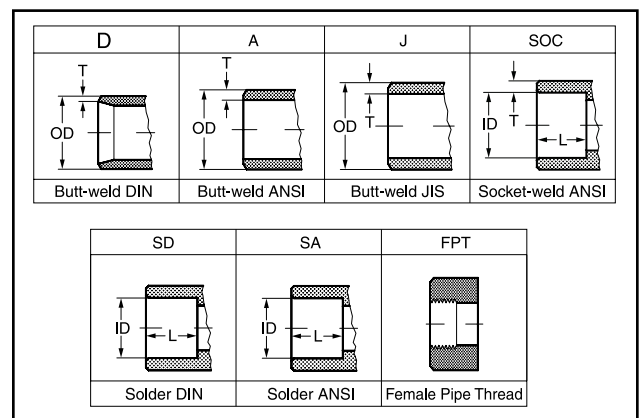 D A J SOC
T T
OD OD OD T ID T L
Butt-weld DIN Butt-weld ANSI Butt-weld JIS Socket-weld ANSI
SD SA FPT
ID L ID L
Solder DIN Solder ANSI Female Pipe Thread